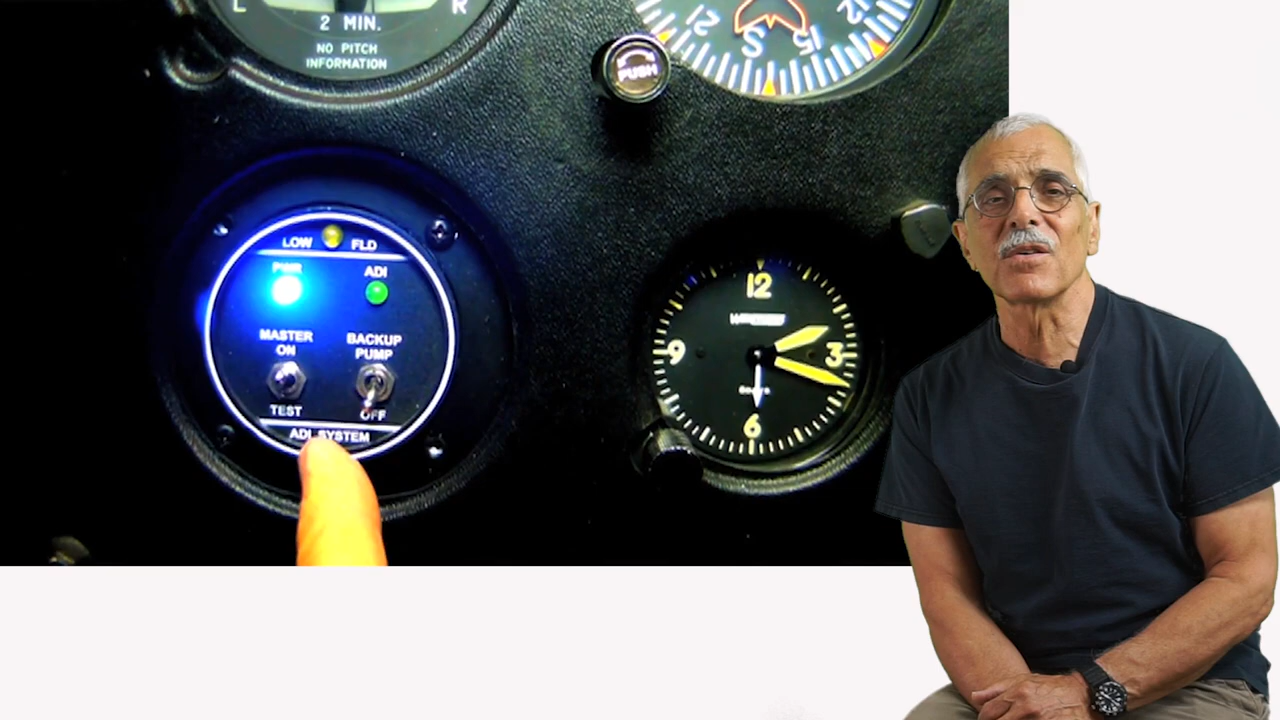 L R
2 MIN.
NO PITCH
INFORMATION
21 S 15 12
PUSH
LOW FLD
PWR ADI
MASTER
ON
BACKUP
PUMP
TEST
OFF
ADI SYSTEM
12
9 3
6